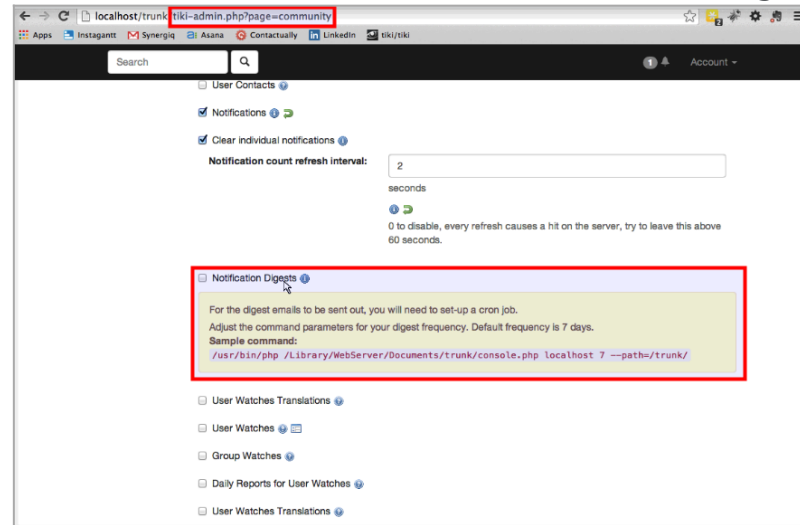 localhost/trunk/tiki-admin.php?page=community
Apps Instagantt Synergiq Asana Contactually LinkedIn tiki/tiki
Search 1 Account
User Contacts
Notifications
Clear individual notifications
Notification count refresh interval: 2
seconds
0 to disable, every refresh causes a hit on the server, try to leave this above
60 seconds.
Notification Digests
For the digest emails to be sent out, you will need to set-up a cron job.
Adjust the command parameters for your digest frequency. Default frequency is 7 days.
Sample command:
/usr/bin/php /Library/WebServer/Documents/trunk/console.php localhost 7 --path=/trunk/
User Watches Translations
User Watches
Group Watches
Daily Reports for User Watches
User Watches Translations